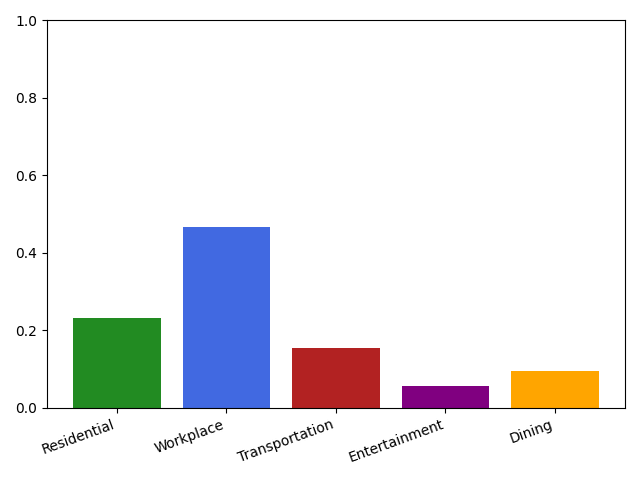 1.0
0.8
0.6
0.4
0.2
0.0
Residential
Workplace
Transportation
Entertainment
Dining